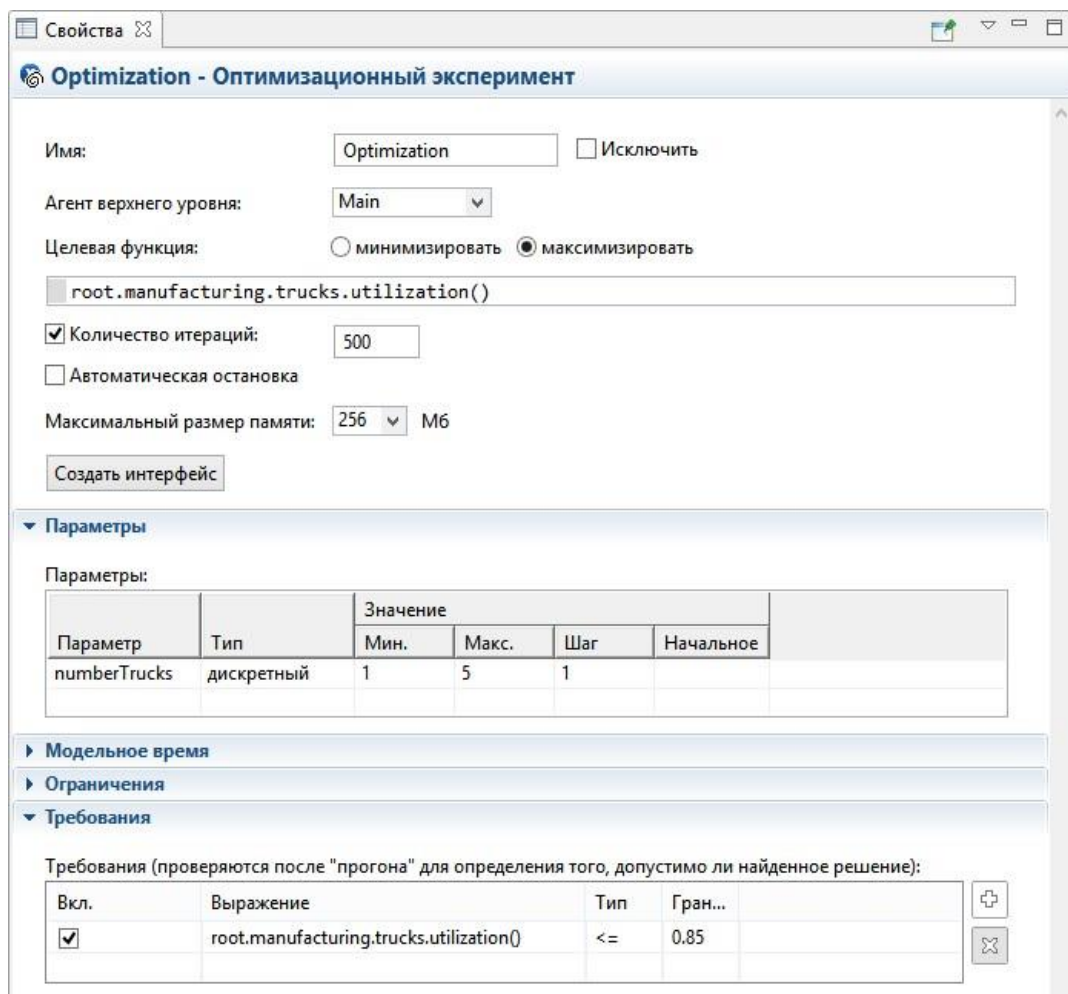 Свойства
Optimization - Оптимизационный эксперимент
Имя: Optimization Исключить
Агент верхнего уровня: Main
Целевая функция: минимизировать максимизировать
root.manufacturing.trucks.utilization()
Количество итераций: 500
Автоматическая остановка
Максимальный размер памяти: 256 Мб
Создать интерфейс
Параметры
Параметры:
Значение
Параметр Тип Мин. Макс. Шаг Начальное
numberTrucks дискретный 1 5 1
Модельное время
Ограничения
Требования
Требования (проверяются после "прогона" для определения того, допустимо ли найденное решение):
Вкл. Выражение Тип Гран...
root.manufacturing.trucks.utilization() <= 0.85